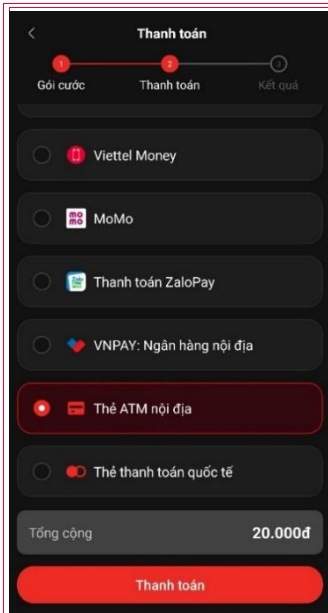 Thanh toán
1
2
3
Gói cước
Thanh toán
Kết quả
Viettel Money
mo
mo
MoMo
Zalo
Pay
Thanh toán ZaloPay
VNPAY: Ngân hàng nội địa
Thẻ ATM nội địa
Thẻ thanh toán quốc tế
Tổng cộng
20.000đ
Thanh toán